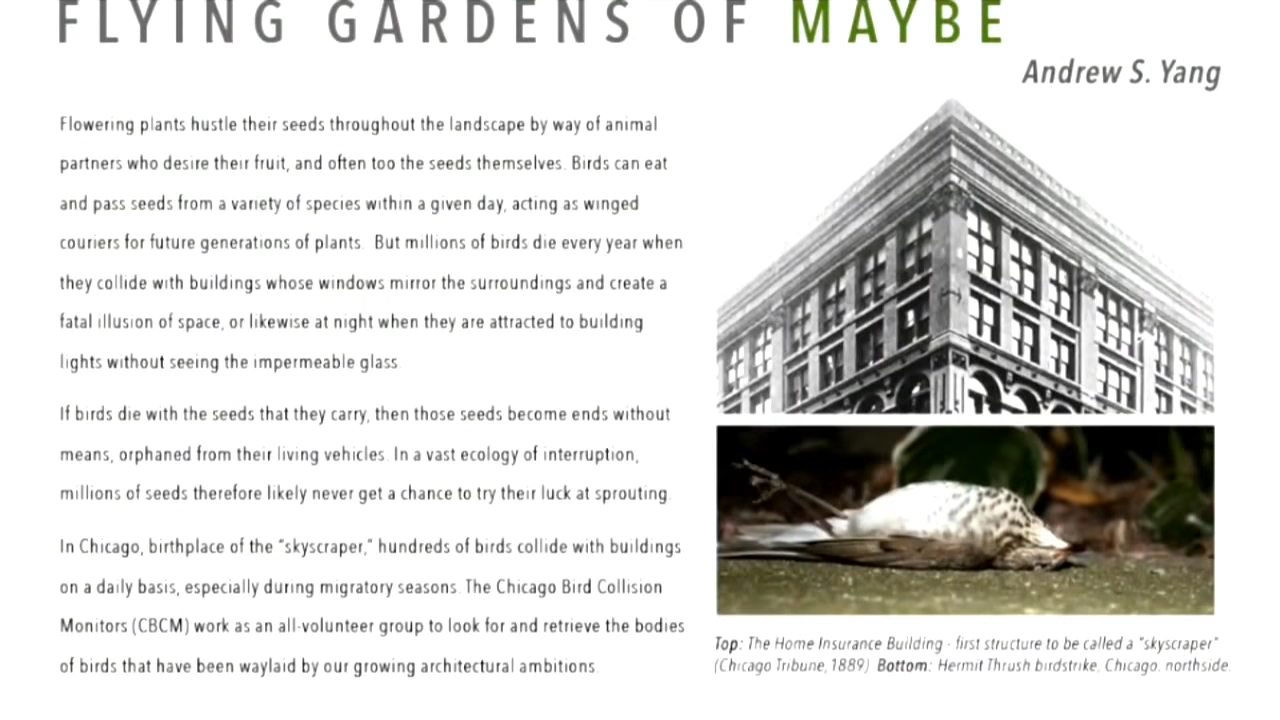 FLYING GARDENS OF MAYBE
Andrew S. Yang
Flowering plants hustle their seeds throughout the landscape by way of animal
partners who desire their fruit, and often too the seeds themselves. Birds can eat
and pass seeds from a variety of species within a given day, acting as winged
couriers for future generations of plants. But millions of birds die every year when
they collide with buildings whose windows mirror the surroundings and create a
fatal illusion of space, or likewise at night when they are attracted to building
lights without seeing the impermeable glass.
If birds die with the seeds that they carry, then those seeds become ends without
means, orphaned from their living vehicles. In a vast ecology of interruption,
millions of seeds therefore likely never get a chance to try their luck at sprouting.
In Chicago, birthplace of the "skyscraper," hundreds of birds collide with buildings
on a daily basis, especially during migratory seasons. The Chicago Bird Collision
Monitors (CBCM) work as an all-volunteer group to look for and retrieve the bodies
of birds that have been waylaid by our growing architectural ambitions.
Top: The Home Insurance Building - first structure to be called a "skyscraper"
(Chicago Tribune, 1889) Bottom: Hermit Thrush birdstrike, Chicago. northside.